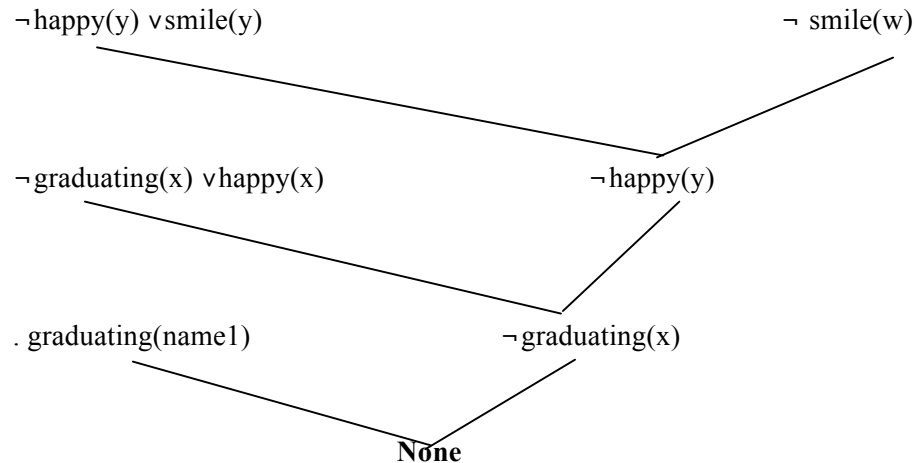 ¬happy(y) ˅smile(y) ¬ smile(w)
¬graduating(x) ˅happy(x) ¬happy(y)
. graduating(name1) ¬graduating(x)
None